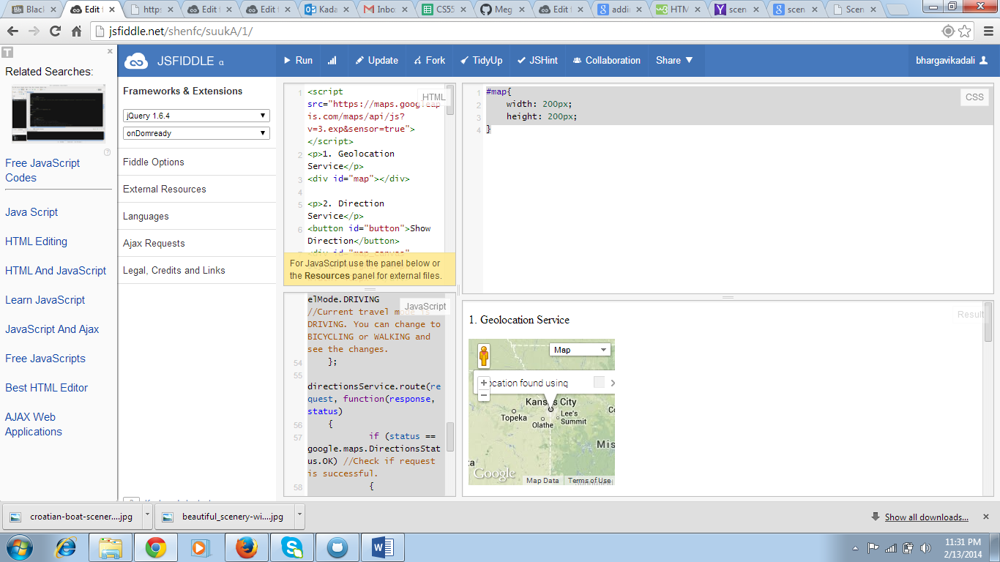 Blac
Edit f
https
Edit f
Edit f
Kada
Inbo
CS55
Meg
Edit f
addin
HTM
scen
scen
Scen
jsfiddle.net/shenfc/suukA/1/
Related Searches:
Free JavaScript
Codes
Java Script
HTML Editing
HTML And JavaScript
Learn JavaScript
JavaScript And Ajax
Free JavaScripts
Best HTML Editor
AJAX Web
Applications
JSFIDDLE α
Run
Update
Fork
TidyUp
JSHint
Collaboration
Share
bhargavikadali
Frameworks & Extensions
jQuery 1.6.4
onDomready
Fiddle Options
External Resources
Languages
Ajax Requests
Legal, Credits and Links
HTML
1 <script
src="https://maps.googleap
is.com/maps/api/js?
v=3.exp&sensor=true">
</script>
2 <p>1. Geolocation
Service</p>
3 <div id="map"></div>
4
5 <p>2. Direction
Service</p>
6 <button id="button">Show
Direction</button>
<div id="map_canvas"
For JavaScript use the panel below or
the Resources panel for external files.
JavaScript
elMode.DRIVING
//Current travel mode is
DRIVING. You can change to
BICYCLING or WALKING and
see the changes.
54 };
55
directionsService.route(re
quest, function(response,
status)
56 {
57 if (status ==
google.maps.DirectionsStat
us.OK) //Check if request
is successful.
58 {
CSS
1 #map{
2 width: 200px;
3 height: 200px;
4 }
Result
1. Geolocation Service
Map
ocation found using
Kansas City
Topeka
Lee's
Summit
Olathe
Mis
ka
Google
Map Data
Terms of Use
croatian-boat-scener....jpg
beautiful_scenery-wi....jpg
Show all downloads...
11:31 PM
2/13/2014